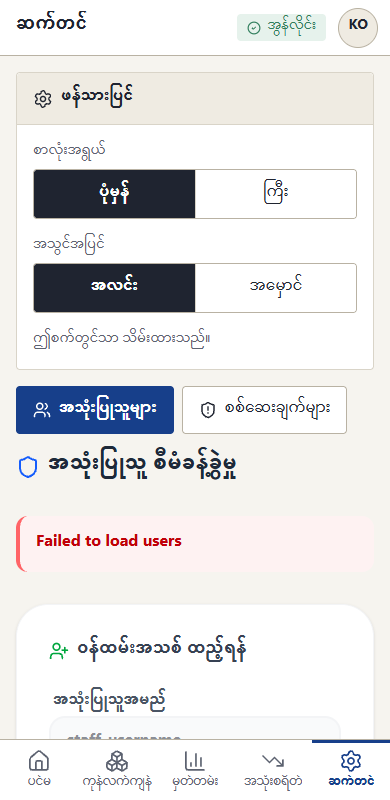 ဆက်တင်
အွန်လိုင်း
KO
ဖန်သားပြင်
စာလုံးအရွယ်
ပုံမှန်
ကြီး
အသွင်အပြင်
အလင်း
အမှောင်
ဤစက်တွင်သာ သိမ်းထားသည်။
အသုံးပြုသူများ
စစ်ဆေးချက်များ
အသုံးပြုသူ စီမံခန့်ခွဲမှု
Failed to load users
ဝန်ထမ်းအသစ် ထည့်ရန်
အသုံးပြုသူအမည်
ပင်မ
ကုန်လက်ကျန်
မှတ်တမ်း
အသုံးစရိတ်
ဆက်တင်